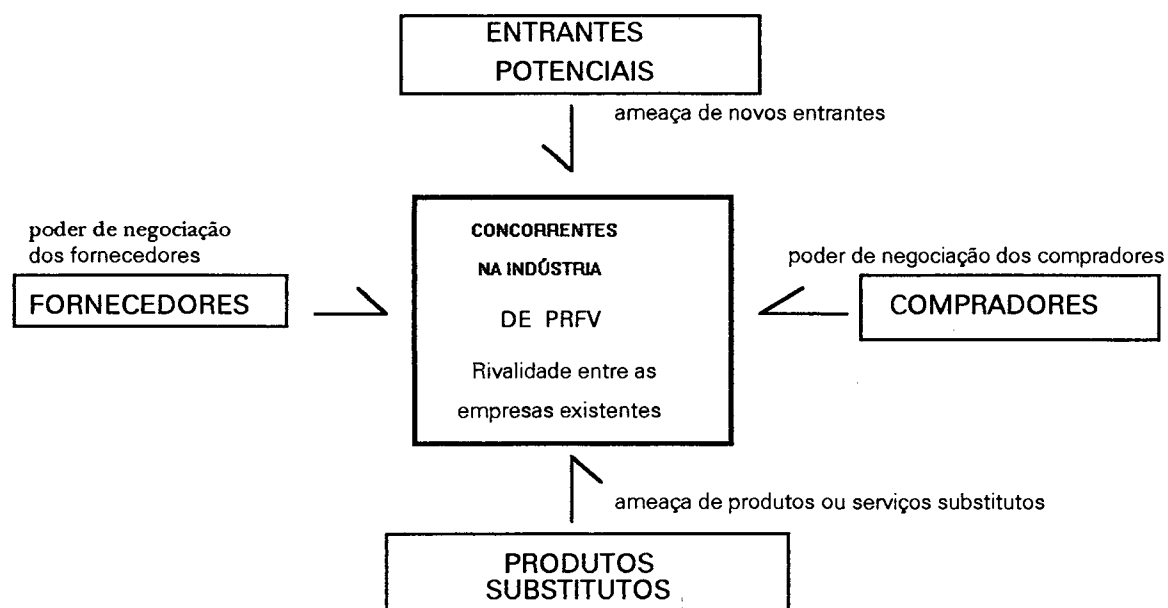 ENTRANTES
POTENCIAIS
ameaça de novos entrantes
poder de negociação
dos fornecedores
FORNECEDORES
CONCORRENTES
NA INDÚSTRIA
DE PRFV
Rivalidade entre as
empresas existentes
poder de negociação dos compradores
COMPRADORES
ameaça de produtos ou serviços substitutos
PRODUTOS
SUBSTITUTOS